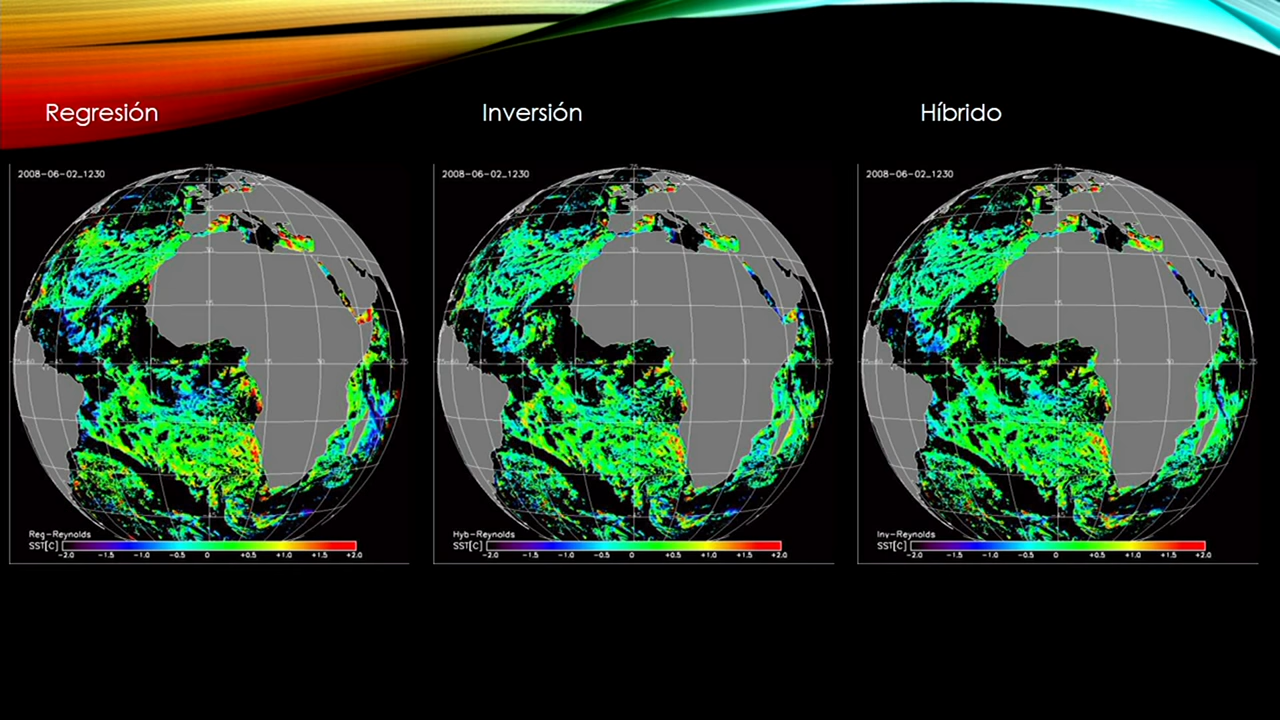 Regresión
Inversión
Híbrido
2008-06-02_1230
2008-06-02_1230
2008-06-02_1230
Reg-Reynolds
SST[C]
-2.0 -1.5 -1.0 -0.5 0 +0.5 +1.0 +1.5 +2.0
Hyb-Reynolds
SST[C]
-2.0 -1.5 -1.0 -0.5 0 +0.5 +1.0 +1.5 +2.0
Inv-Reynolds
SST[C]
-2.0 -1.5 -1.0 -0.5 0 +0.5 +1.0 +1.5 +2.0